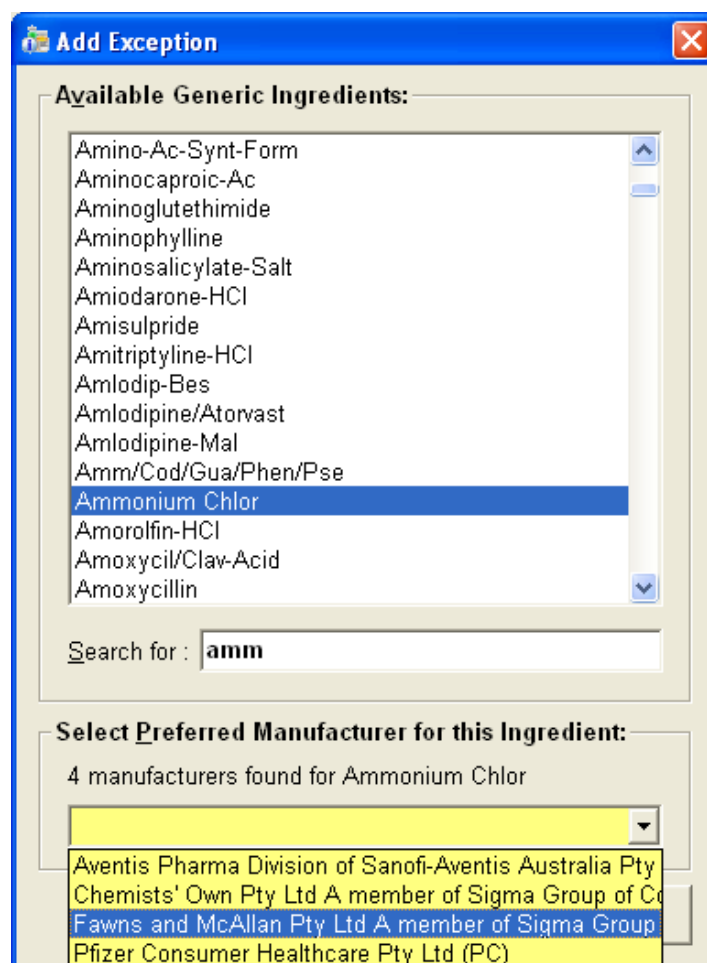 Add Exception
Available Generic Ingredients:
Amino-Ac-Synt-Form
Aminocaproic-Ac
Aminoglutethimide
Aminophylline
Aminosalicylate-Salt
Amiodarone-HCl
Amisulpride
Amitriptyline-HCl
Amlodip-Bes
Amlodipine/Atorvast
Amlodipine-Mal
Amm/Cod/Gua/Phen/Pse
Ammonium Chlor
Amorolfin-HCl
Amoxycil/Clav-Acid
Amoxycillin
Search for : amm
Select Preferred Manufacturer for this Ingredient:
4 manufacturers found for Ammonium Chlor
Aventis Pharma Division of Sanofi-Aventis Australia Pty
Chemists' Own Pty Ltd A member of Sigma Group of Co
Fawns and McAllan Pty Ltd A member of Sigma Group
Pfizer Consumer Healthcare Pty Ltd (PC)